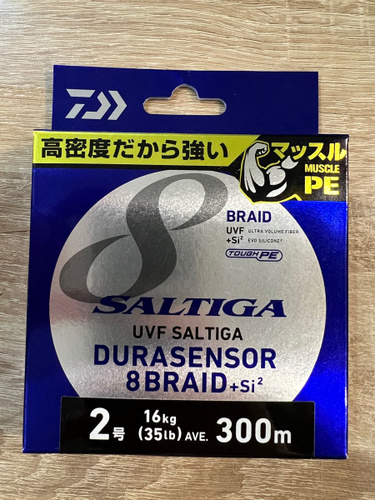 高密度だから強い
マッスル
MUSCLE
PE
8
BRAID
UVF ULTRA VOLUME FIBER
+Si² EVO SILICONE²
TOUGH PE
SALTIGA
UVF SALTIGA
DURASENSOR
8BRAID+Si²
2号 16kg (35lb) AVE. 300m